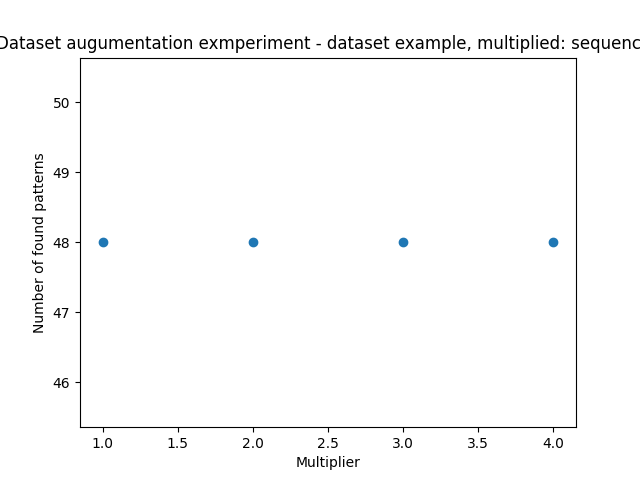 Dataset augumentation exmperiment - dataset example, multiplied: sequenc
50
49
48
47
46
Number of found patterns
1.0 1.5 2.0 2.5 3.0 3.5 4.0
Multiplier